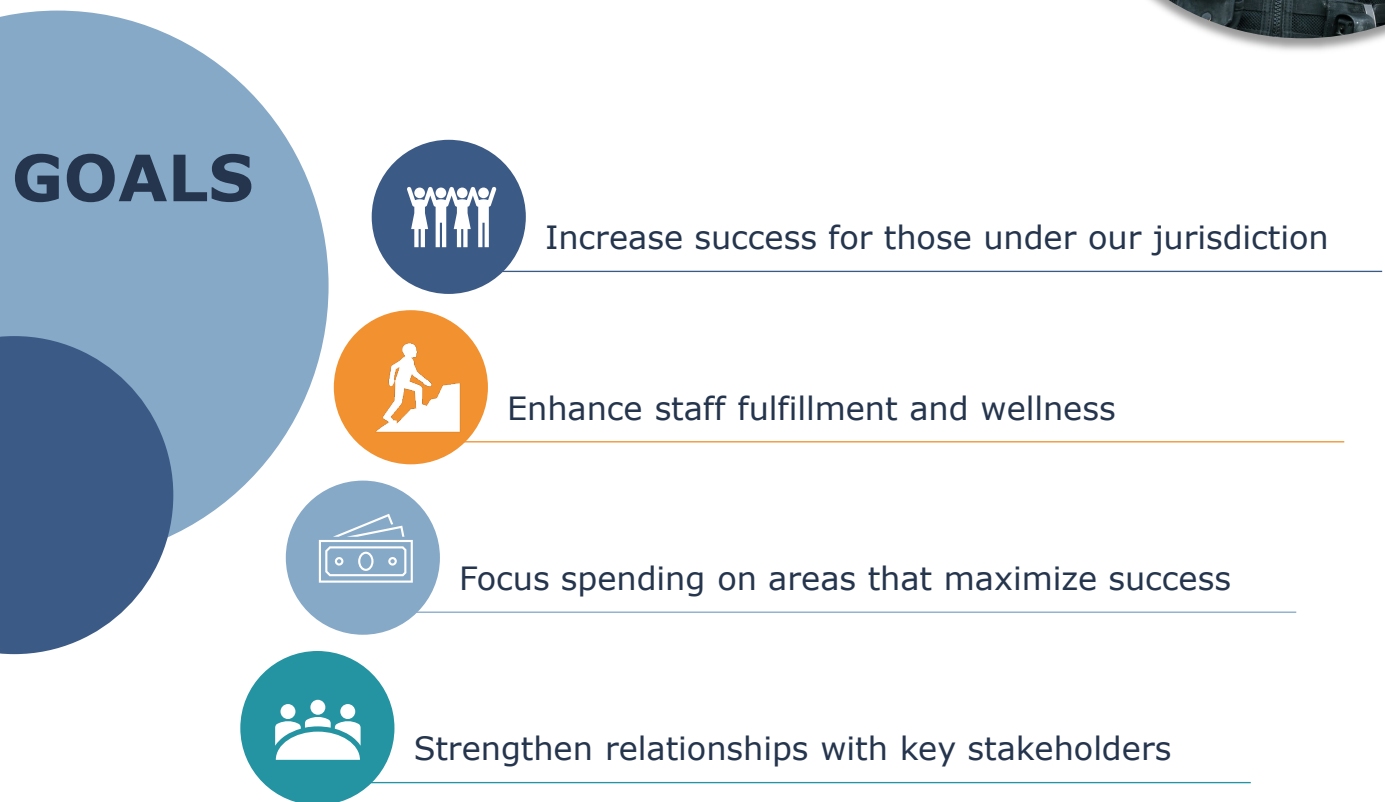 GOALS
Increase success for those under our jurisdiction
Enhance staff fulfillment and wellness
Focus spending on areas that maximize success
Strengthen relationships with key stakeholders